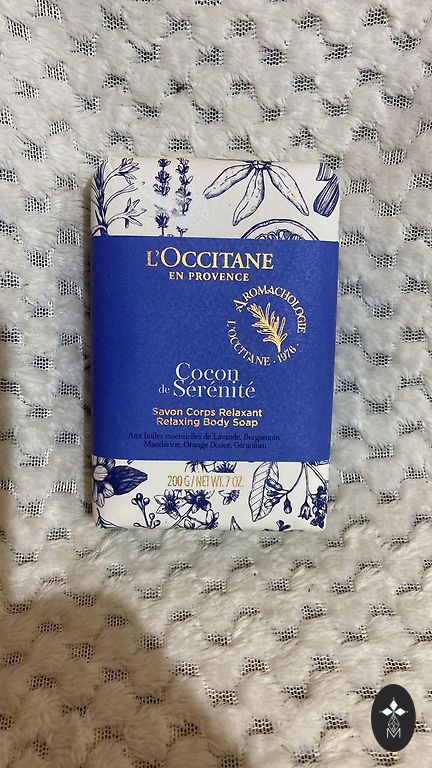 L'OCCITANE
EN PROVENCE
AROMACHOLOGIE
L'OCCITANE · 1976 ·
Cocon
de Sérénité
Savon Corps Relaxant
Relaxing Body Soap
Aux huiles essentielles de Lavande, Bergamote,
Mandarine, Orange Douce, Géranium
200 G / NET WT. 7 OZ.
M